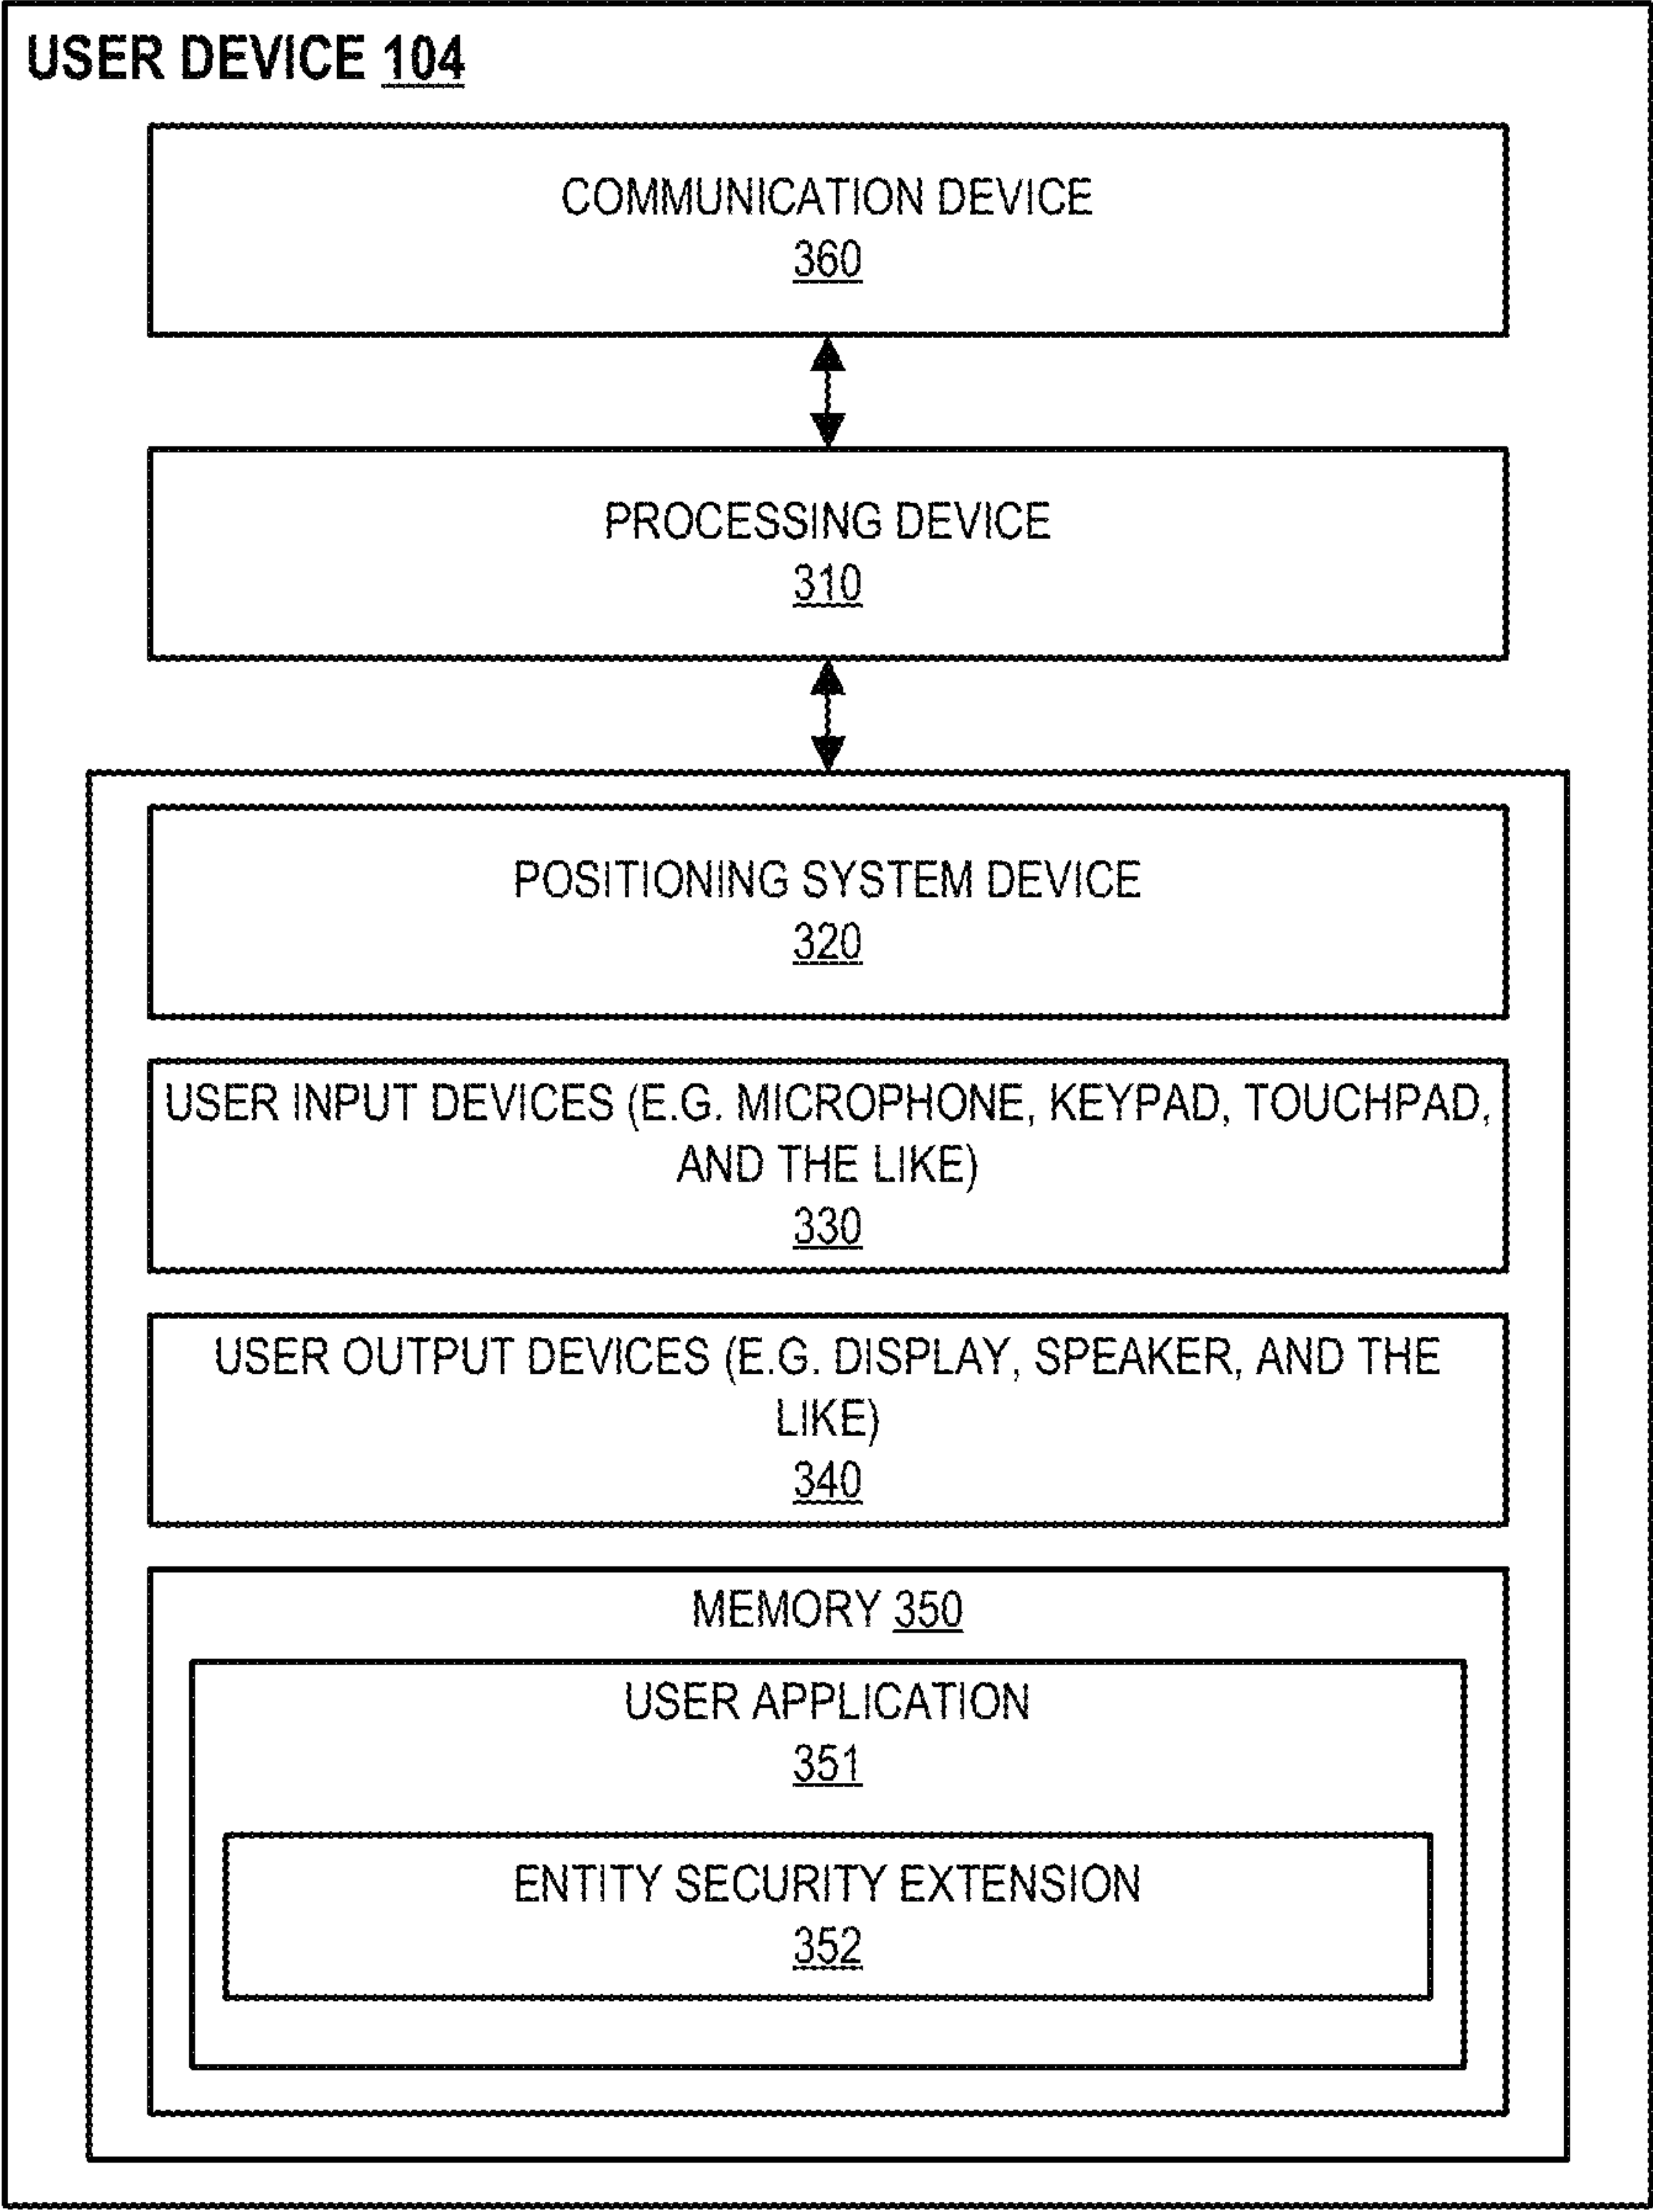 USER DEVICE 104
COMMUNICATION DEVICE
360
PROCESSING DEVICE
310
POSITIONING SYSTEM DEVICE
320
USER INPUT DEVICES (E.G. MICROPHONE, KEYPAD, TOUCHPAD,
AND THE LIKE)
330
USER OUTPUT DEVICES (E.G. DISPLAY, SPEAKER, AND THE
LIKE)
340
MEMORY 350
USER APPLICATION
351
ENTITY SECURITY EXTENSION
352